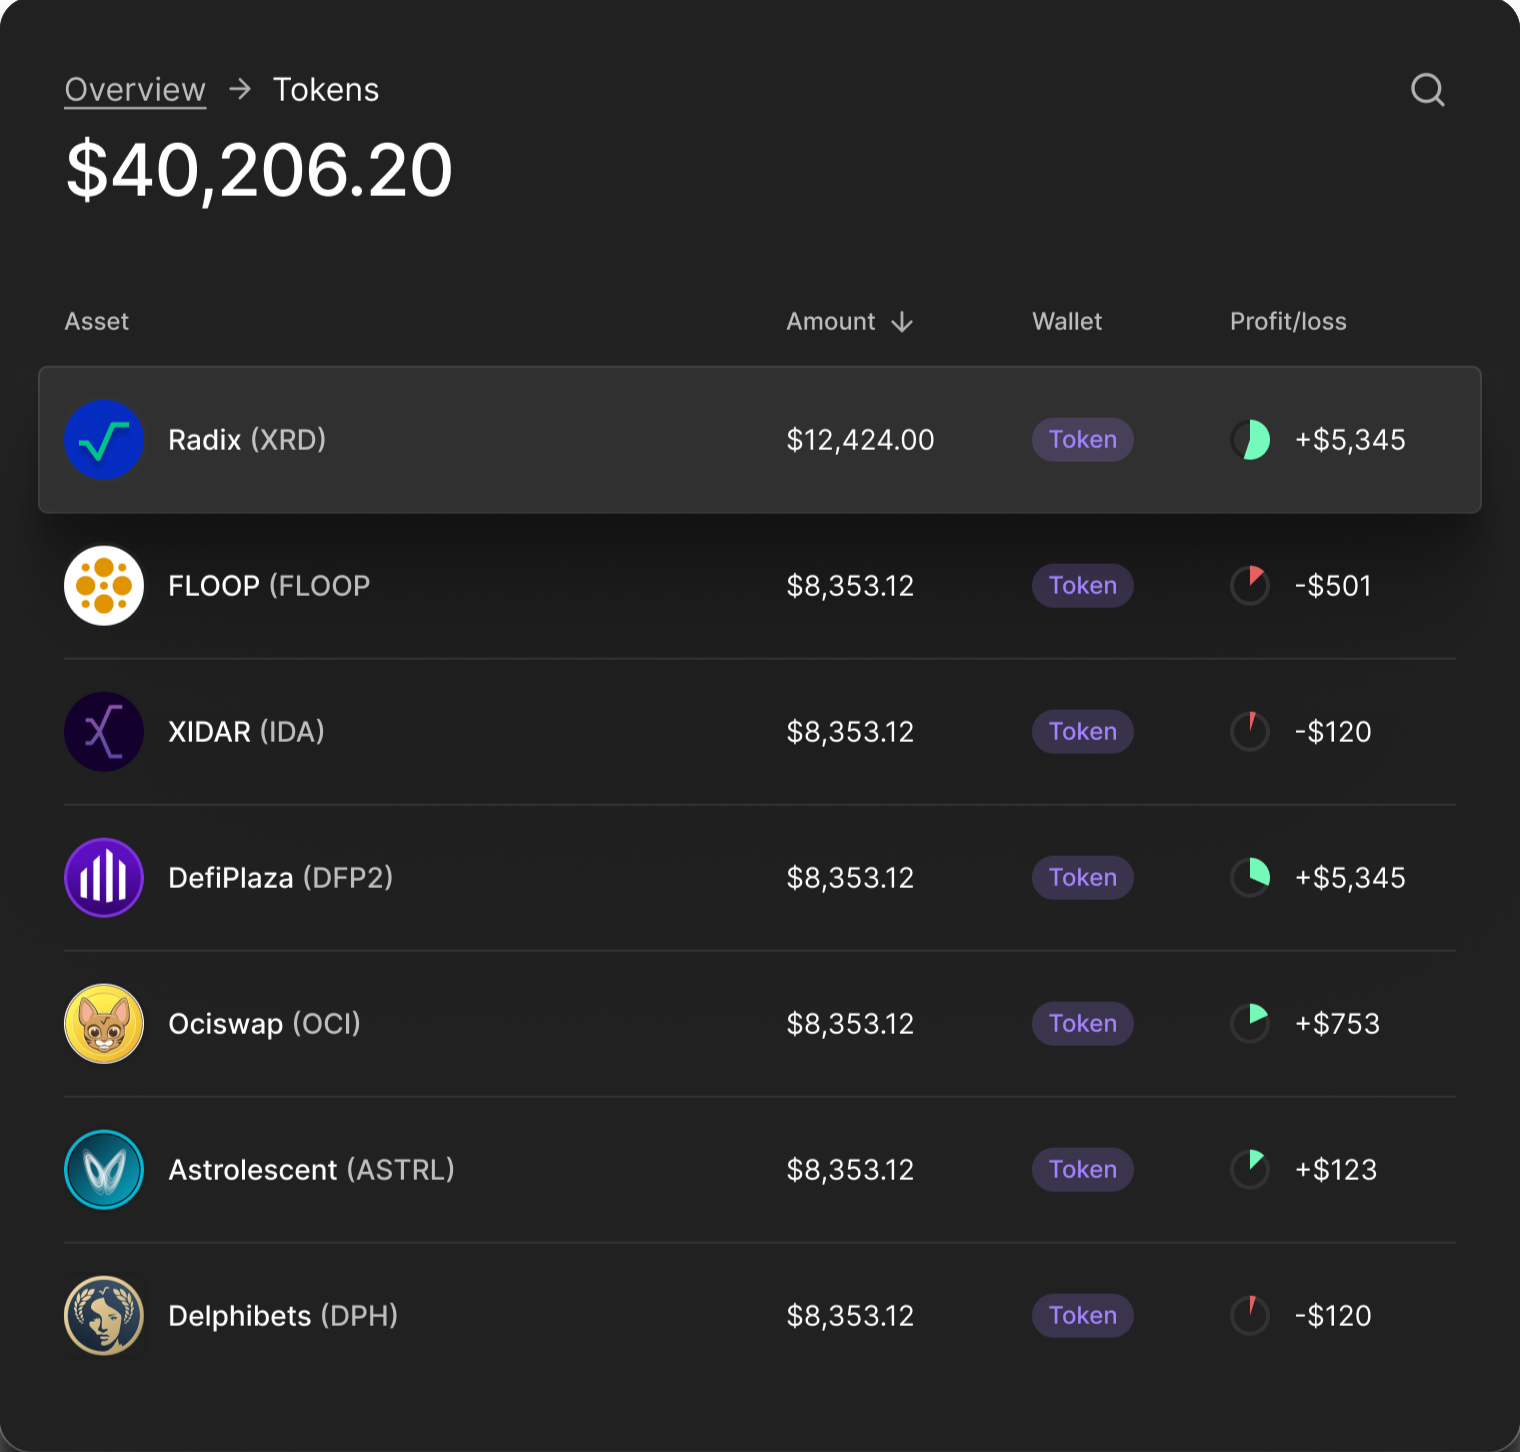 Overview → Tokens
$40,206.20
Asset Amount ↓ Wallet Profit/loss
Radix (XRD) $12,424.00 Token +$5,345
FLOOP (FLOOP $8,353.12 Token -$501
XIDAR (IDA) $8,353.12 Token -$120
DefiPlaza (DFP2) $8,353.12 Token +$5,345
Ociswap (OCI) $8,353.12 Token +$753
Astrolescent (ASTRL) $8,353.12 Token +$123
Delphibets (DPH) $8,353.12 Token -$120